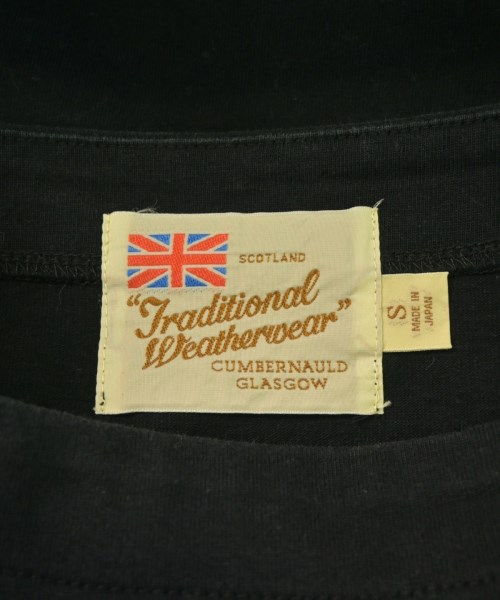 SCOTLAND
"Traditional
Weatherwear"
CUMBERNAULD
GLASGOW
S
MADE IN
JAPAN